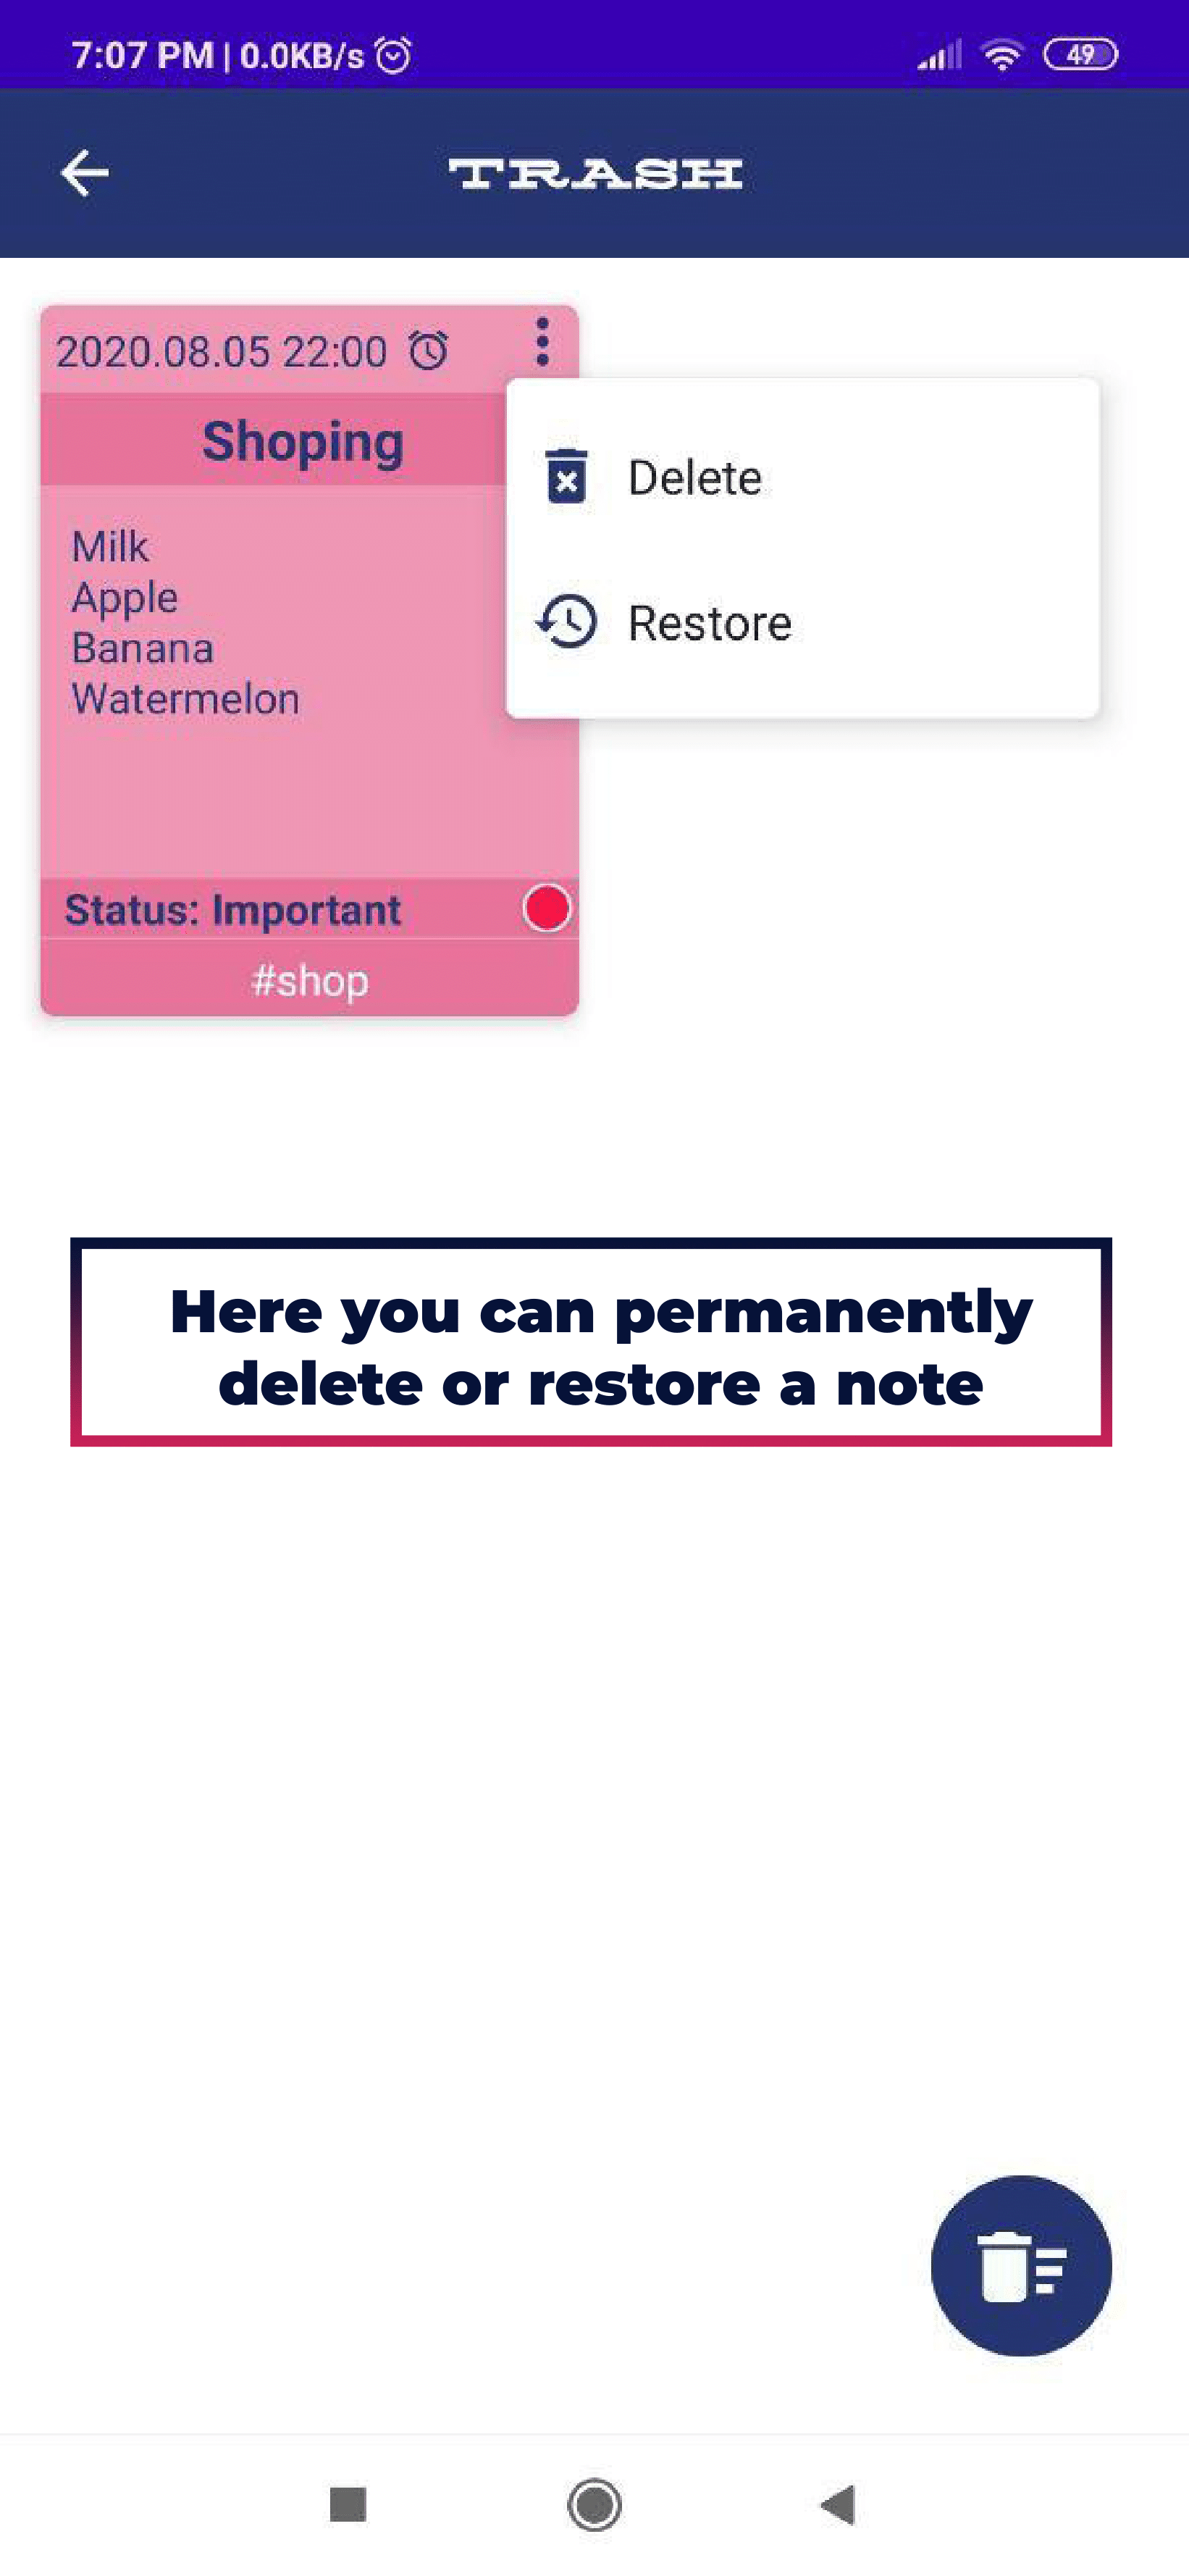 7:07 PM | 0.0KB/s
49
TRASH
2020.08.05 22:00
Shoping
Milk
Apple
Banana
Watermelon
Delete
Restore
Status: Important
#shop
Here you can permanently
delete or restore a note